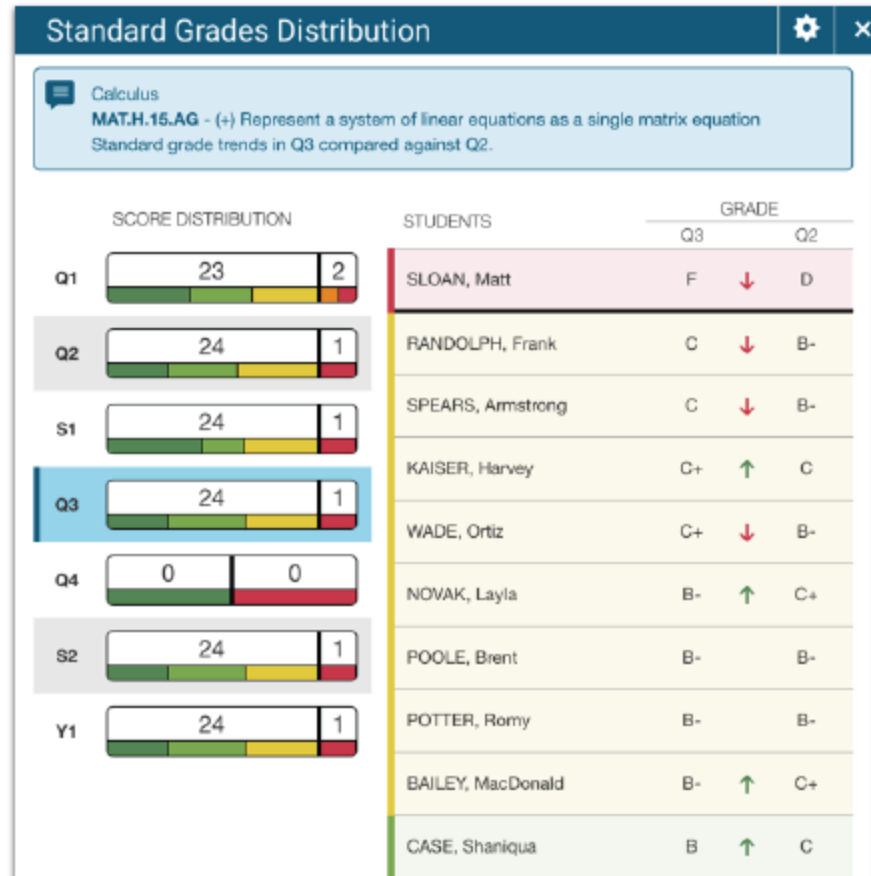 Standard Grades Distribution
Calculus
MAT.H.15.AG - (+) Represent a system of linear equations as a single matrix equation
Standard grade trends in Q3 compared against Q2.
SCORE DISTRIBUTION
Q1 23 2
Q2 24 1
S1 24 1
Q3 24 1
Q4 0 0
S2 24 1
Y1 24 1
STUDENTS GRADE
Q3 Q2
SLOAN, Matt F ↓ D
RANDOLPH, Frank C ↓ B-
SPEARS, Armstrong C ↓ B-
KAISER, Harvey C+ ↑ C
WADE, Ortiz C+ ↓ B-
NOVAK, Layla B- ↑ C+
POOLE, Brent B- B-
POTTER, Romy B- B-
BAILEY, MacDonald B- ↑ C+
CASE, Shaniqua B ↑ C